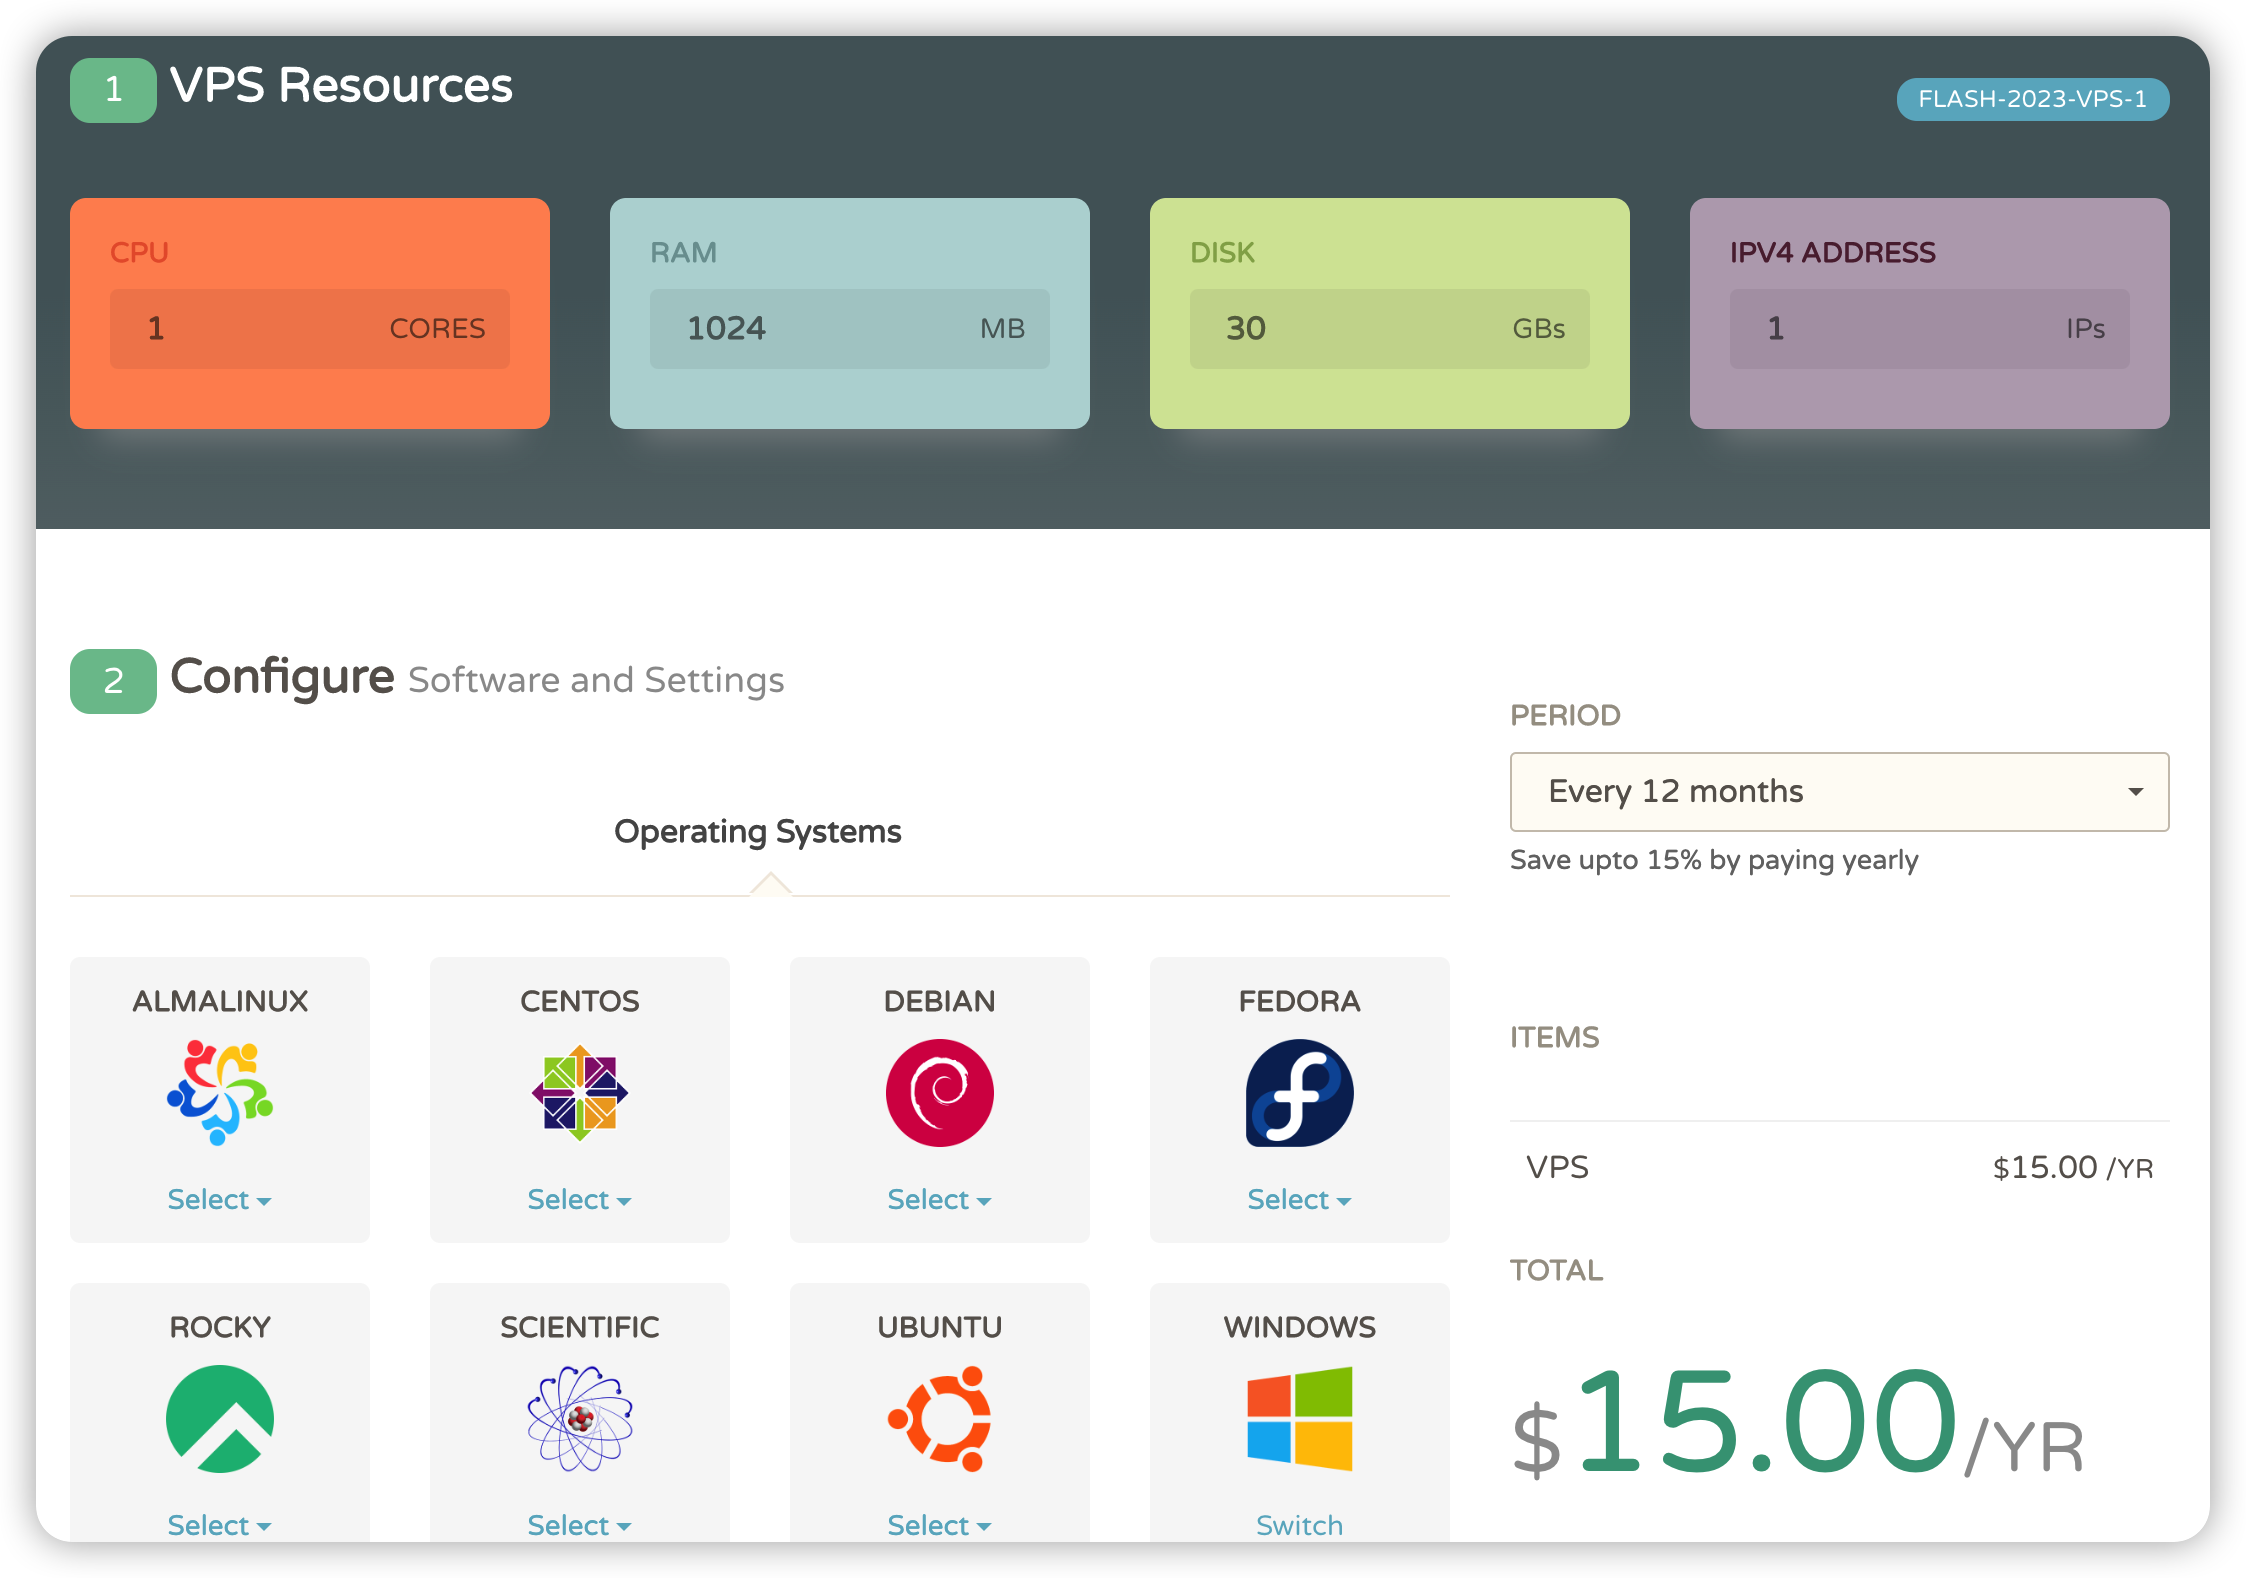 1 VPS Resources
FLASH-2023-VPS-1
CPU
1 CORES
RAM
1024 MB
DISK
30 GBs
IPV4 ADDRESS
1 IPs
2 Configure Software and Settings
Operating Systems
ALMALINUX
Select
CENTOS
Select
DEBIAN
Select
FEDORA
Select
ROCKY
Select
SCIENTIFIC
Select
UBUNTU
Select
WINDOWS
Switch
PERIOD
Every 12 months
Save upto 15% by paying yearly
ITEMS
VPS $15.00 /YR
TOTAL
$15.00/YR